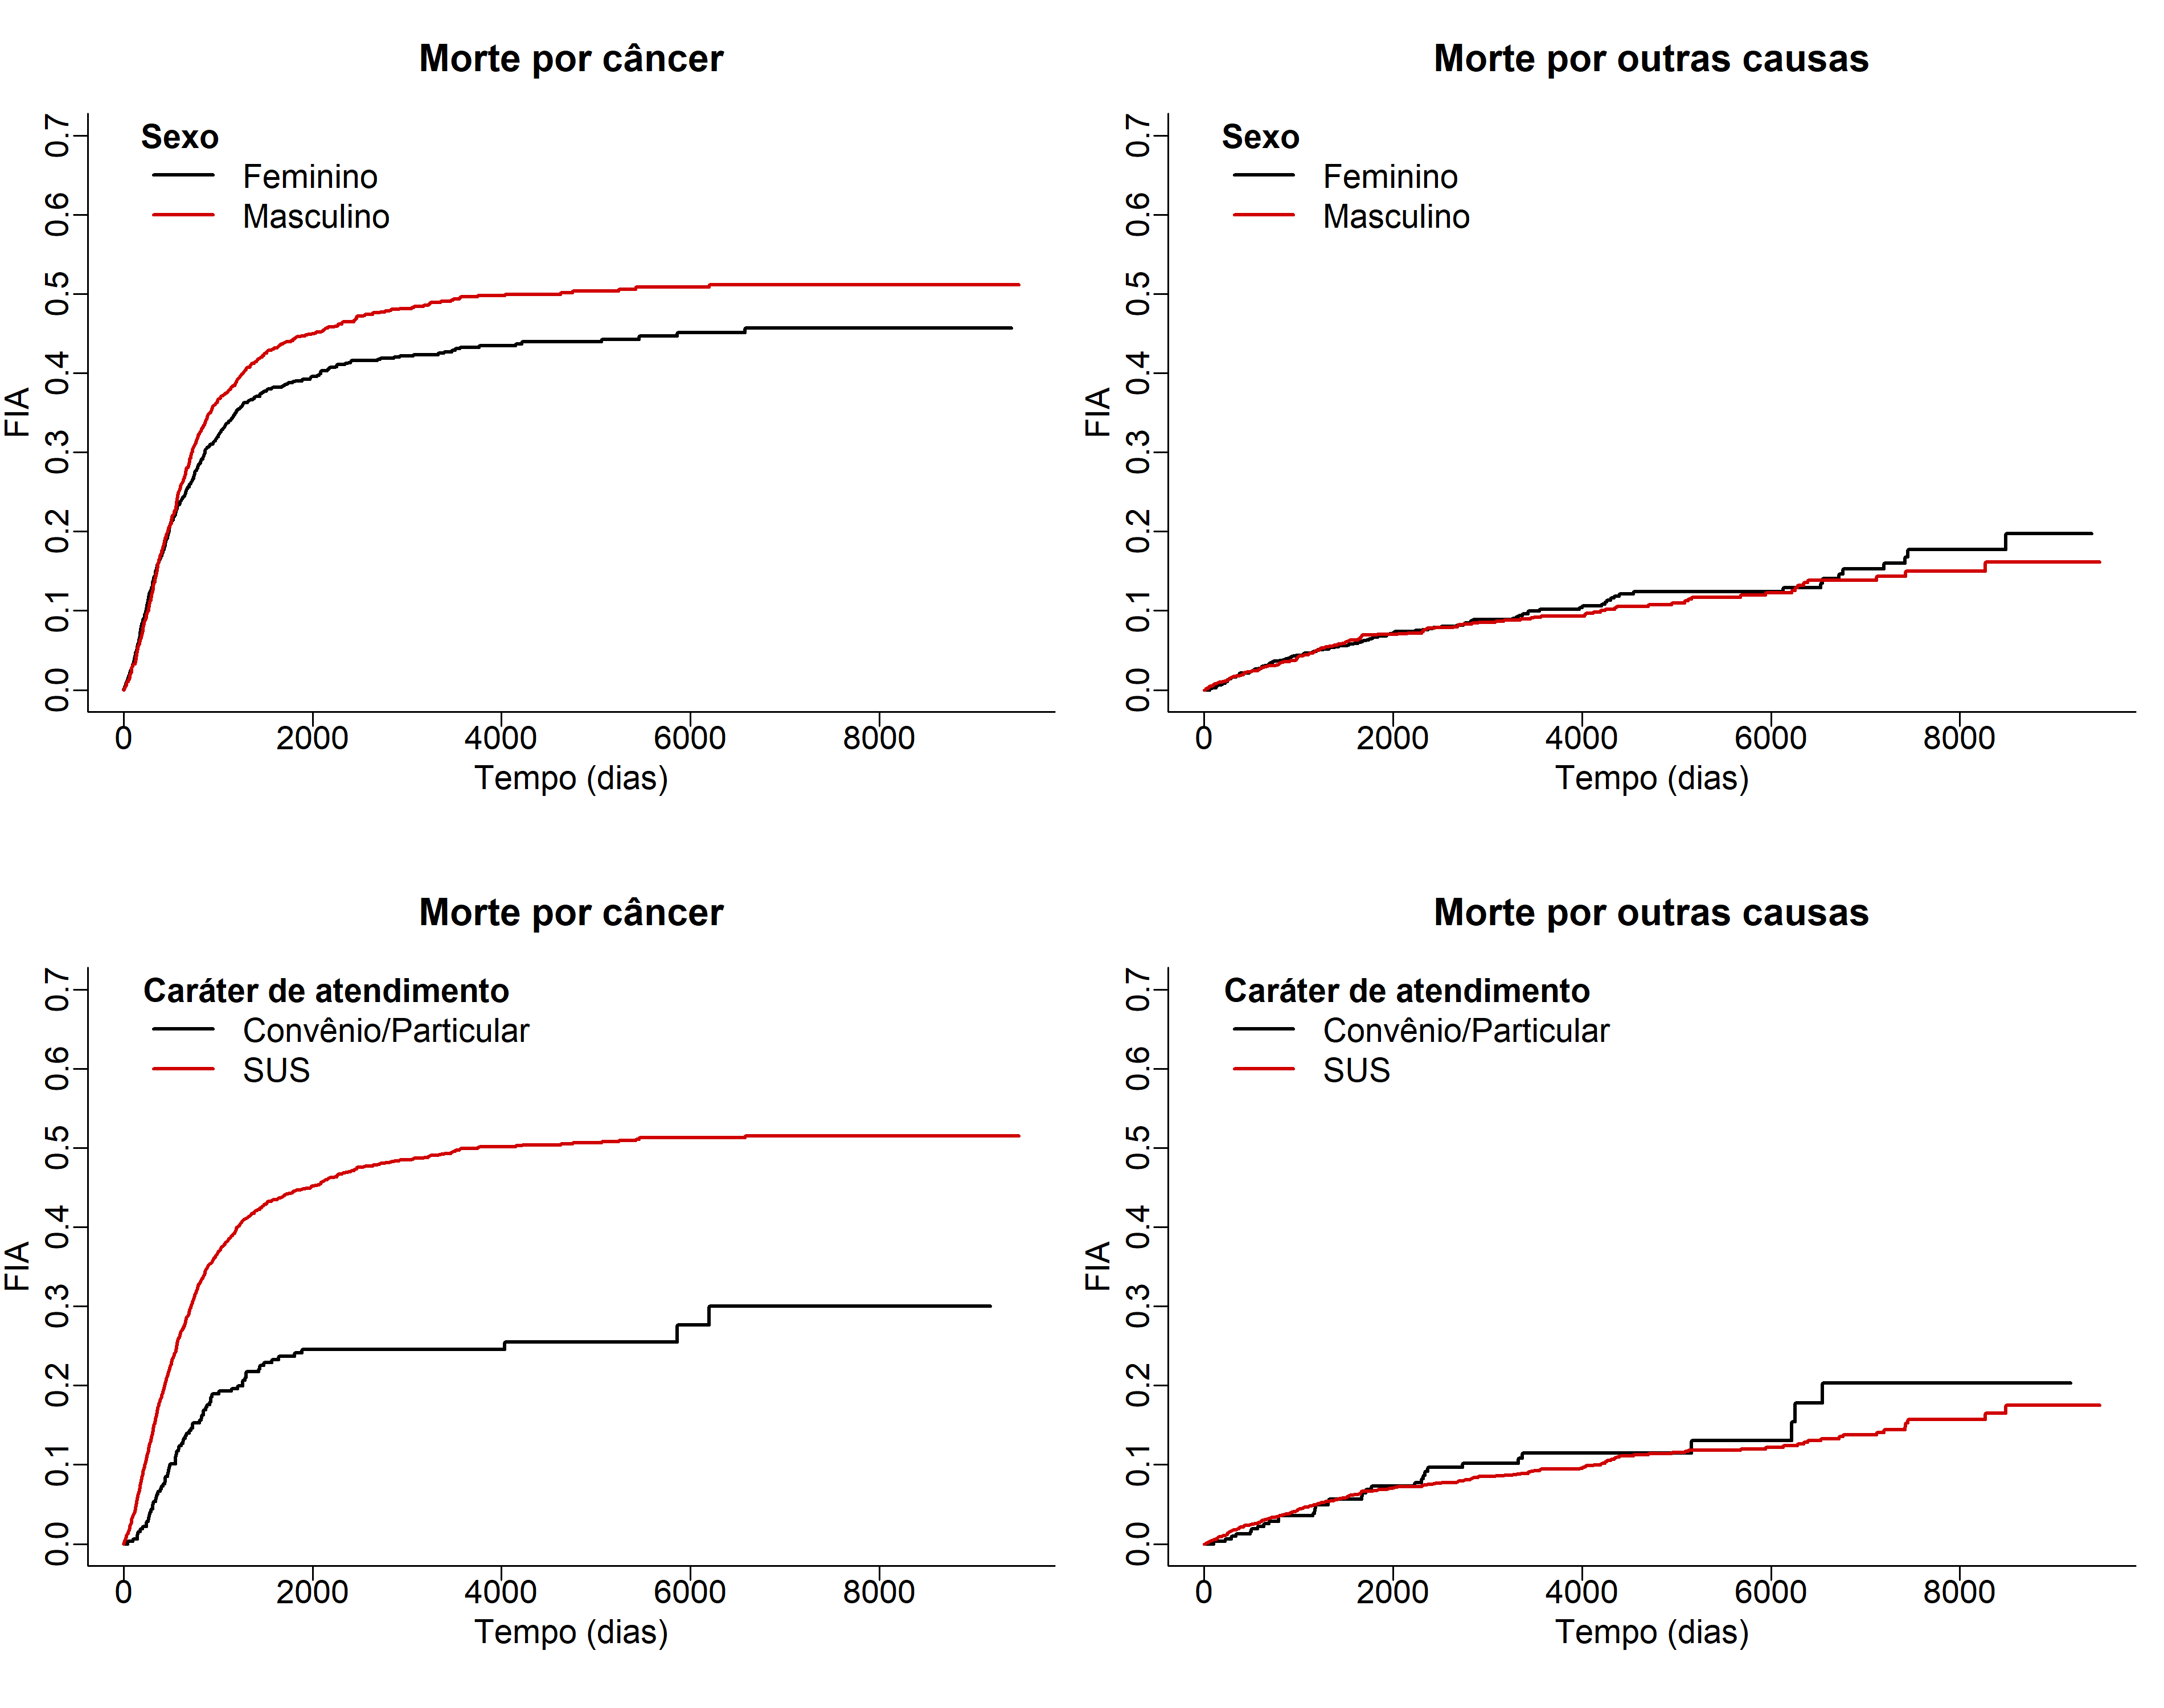 Morte por câncer
Sexo
Feminino
Masculino
FIA
0.7
0.6
0.5
0.4
0.3
0.2
0.1
0.0
0 2000 4000 6000 8000
Tempo (dias)
Morte por outras causas
Sexo
Feminino
Masculino
FIA
0.7
0.6
0.5
0.4
0.3
0.2
0.1
0.0
0 2000 4000 6000 8000
Tempo (dias)
Morte por câncer
Caráter de atendimento
Convênio/Particular
SUS
FIA
0.7
0.6
0.5
0.4
0.3
0.2
0.1
0.0
0 2000 4000 6000 8000
Tempo (dias)
Morte por outras causas
Caráter de atendimento
Convênio/Particular
SUS
FIA
0.7
0.6
0.5
0.4
0.3
0.2
0.1
0.0
0 2000 4000 6000 8000
Tempo (dias)